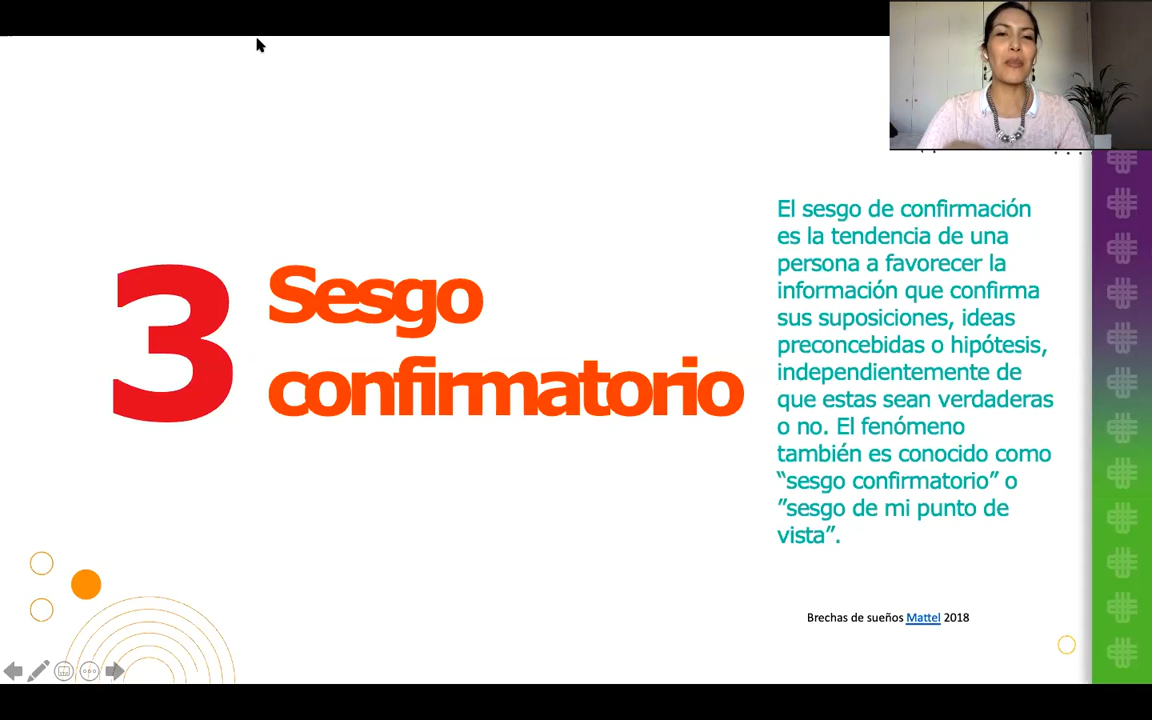 3
Sesgo
confirmatorio
El sesgo de confirmación
es la tendencia de una
persona a favorecer la
información que confirma
sus suposiciones, ideas
preconcebidas o hipótesis,
independientemente de
que estas sean verdaderas
o no. El fenómeno
también es conocido como
“sesgo confirmatorio” o
”sesgo de mi punto de
vista”.
Brechas de sueños Mattel 2018